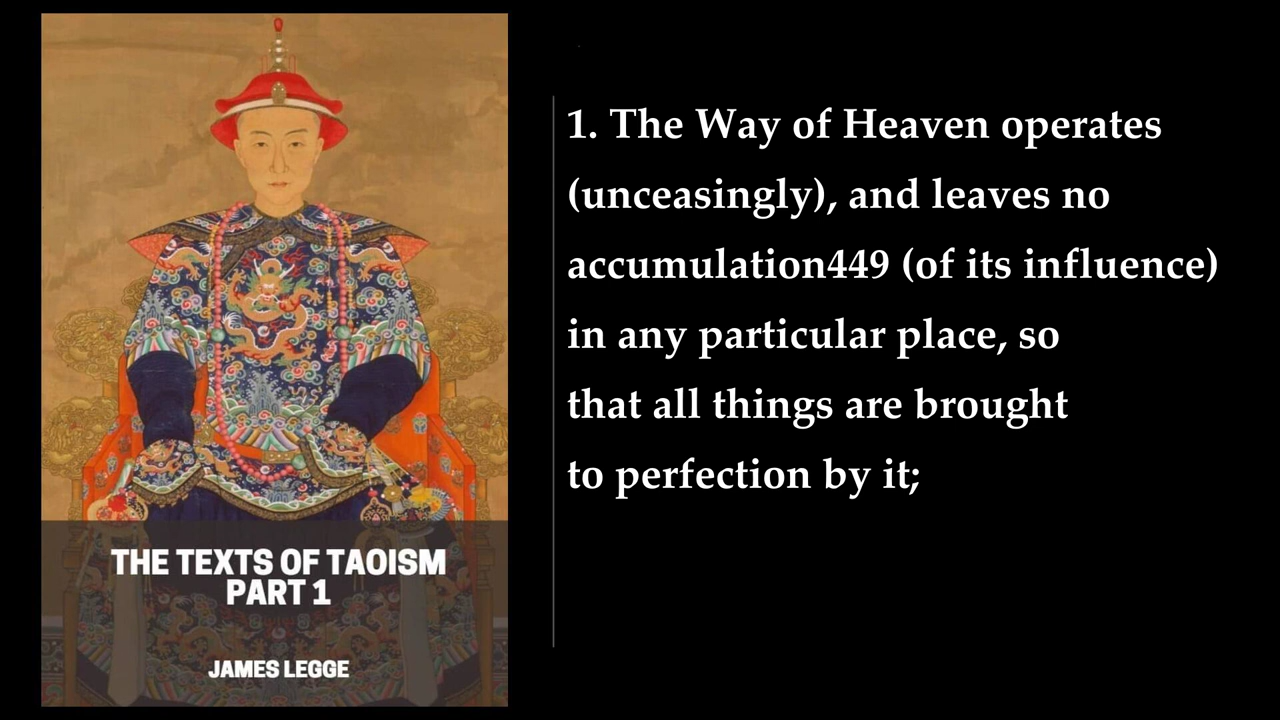 THE TEXTS OF TAOISM
PART 1
JAMES LEGGE
1. The Way of Heaven operates
(unceasingly), and leaves no
accumulation449 (of its influence)
in any particular place, so
that all things are brought
to perfection by it;